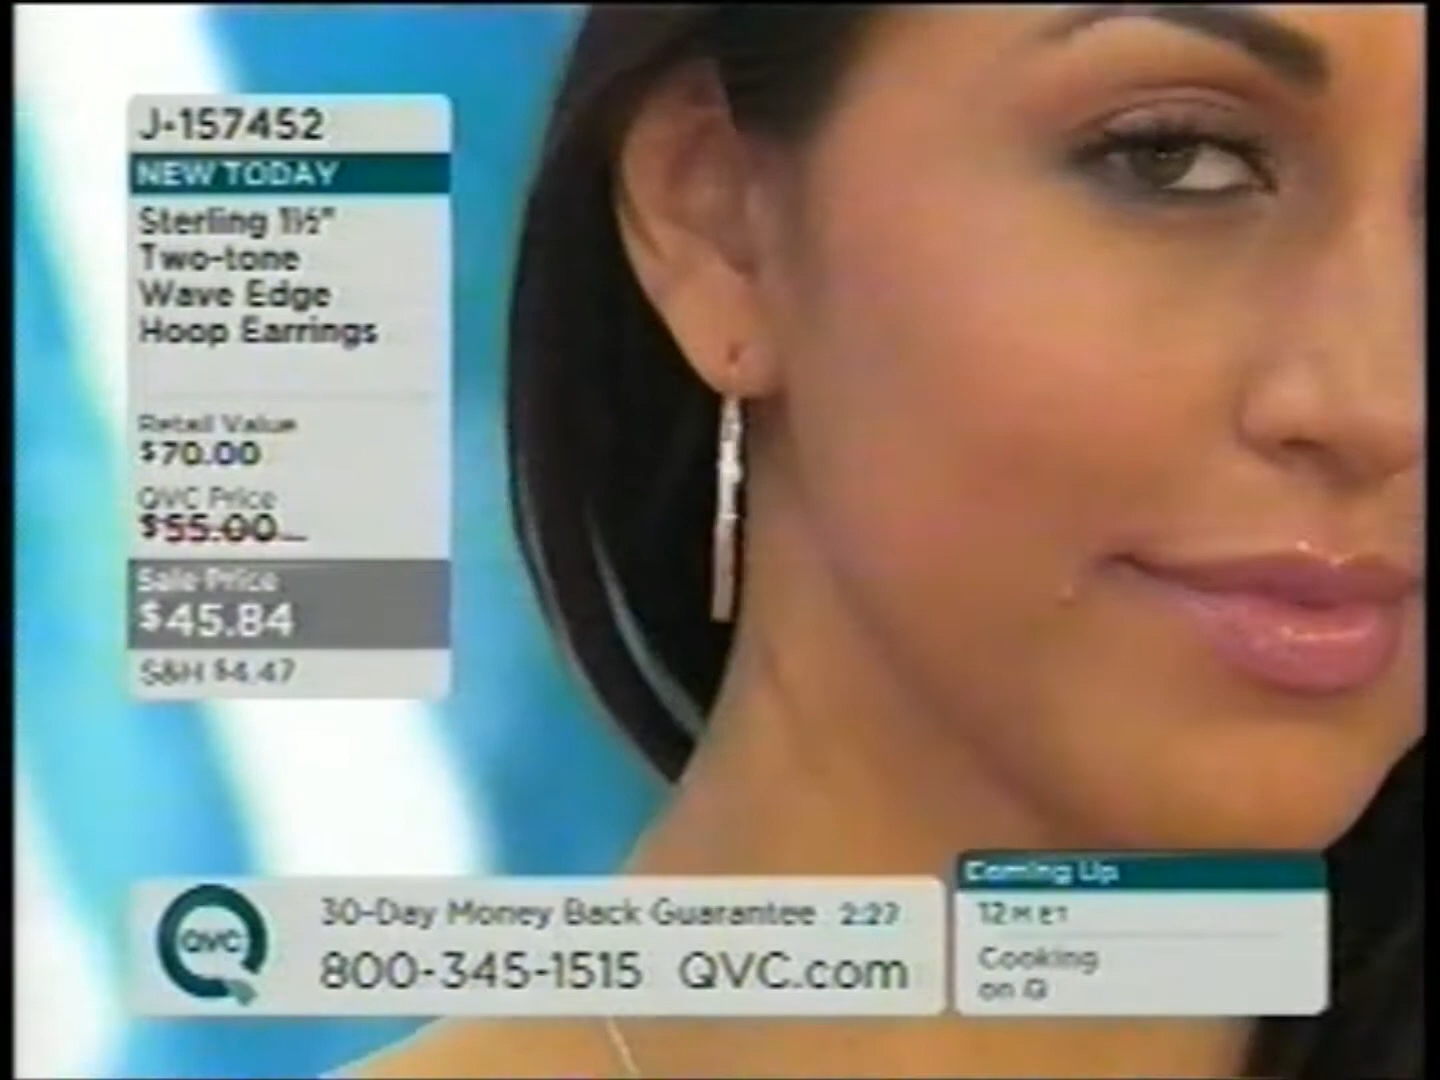 J-157452
NEW TODAY
Sterling 1½"
Two-tone
Wave Edge
Hoop Earrings
Retail Value
$70.00
QVC Price
$55.00
Sale Price
$45.84
S&H $4.47
QVC
30-Day Money Back Guarantee 2:27
800-345-1515 QVC.com
Coming Up
12M ET
Cooking
on Q